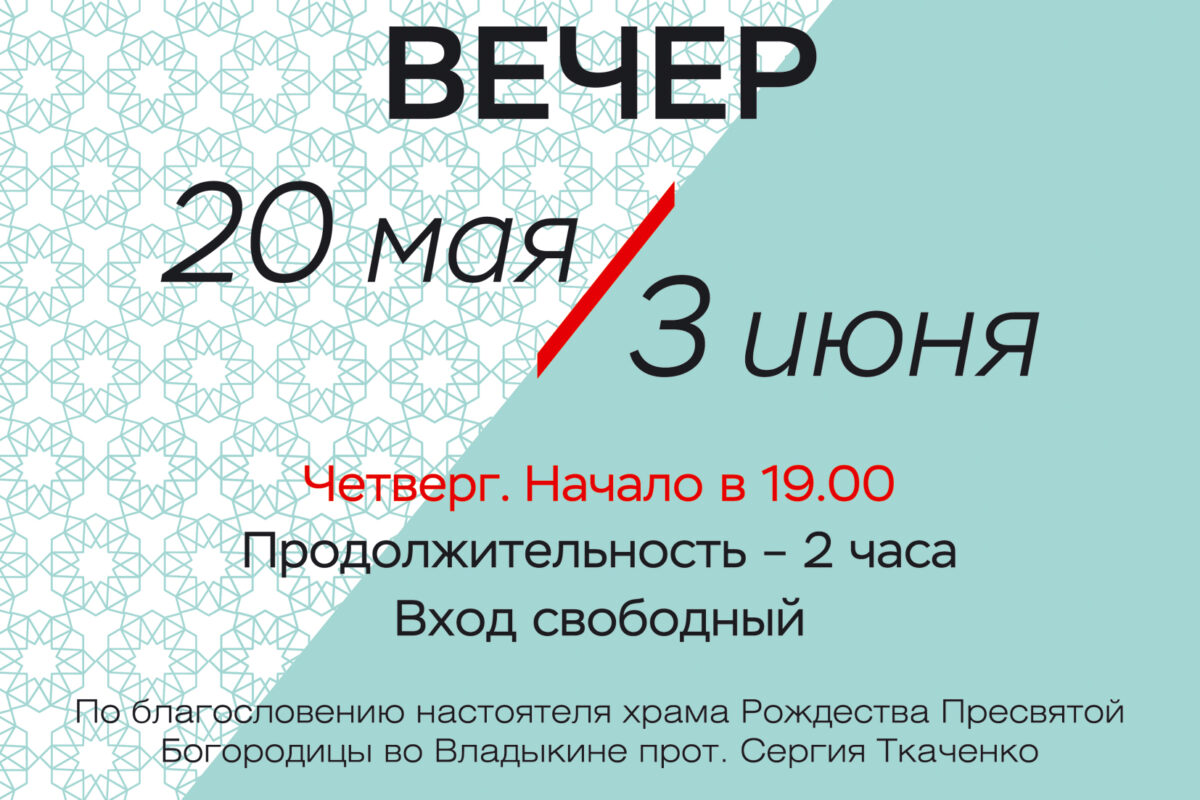 ВЕЧЕР
20 мая
3 июня
Четверг. Начало в 19.00
Продолжительность – 2 часа
Вход свободный
По благословению настоятеля храма Рождества Пресвятой
Богородицы во Владыкине прот. Сергия Ткаченко